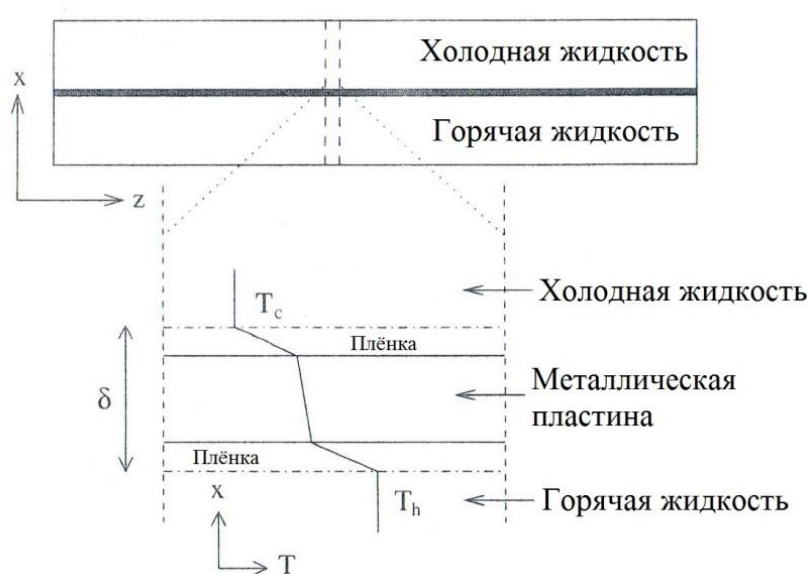 Холодная жидкость
x
Горячая жидкость
z
Холодная жидкость
T_c
Плёнка
δ
Металлическая
пластина
Плёнка
x
T_h
Горячая жидкость
T